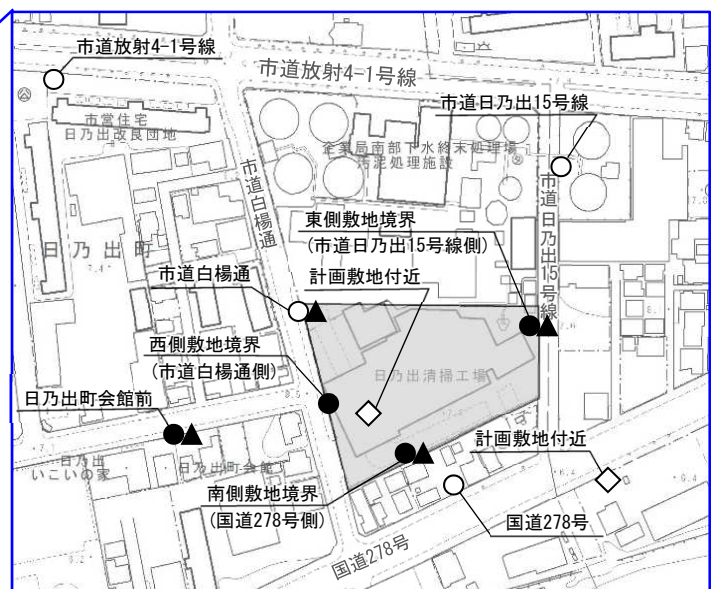 市道放射4-1号線
市道放射4-1号線
市道日乃出15号線
市営住宅
日乃出改良団地
企業局南部下水終末処理場
汚泥処理施設
市道白楊通
市道日乃出15号線
東側敷地境界
(市道日乃出15号線側)
日乃出町
市道白楊通
計画敷地付近
西側敷地境界
(市道白楊通側)
日乃出清掃工場
日乃出町会館前
計画敷地付近
日乃出
いこいの家
日乃出町会館
南側敷地境界
(国道278号側)
国道278号
国道278号